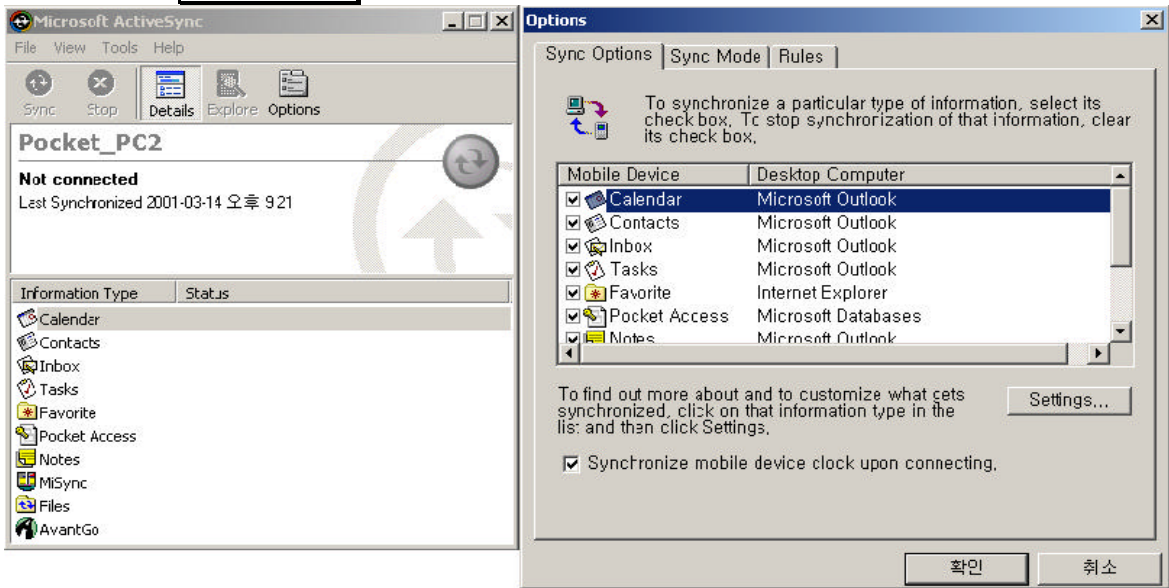 Microsoft ActiveSync
File View Tools Help
Sync Stop Details Explore Options
Pocket_PC2
Not connected
Last Synchronized 2001-03-14 오후 9:21
Information Type Status
Calendar
Contacts
Inbox
Tasks
Favorite
Pocket Access
Notes
MiSync
Files
AvantGo
Options
Sync Options Sync Mode Rules
To synchronize a particular type of information, select its
check box, To stop synchronization of that information, clear
its check box,
Mobile Device Desktop Computer
Calendar Microsoft Outlook
Contacts Microsoft Outlook
Inbox Microsoft Outlook
Tasks Microsoft Outlook
Favorite Internet Explorer
Pocket Access Microsoft Databases
Notes Microsoft Outlook
To find out more about and to customize what gets
synchronized, click on that information type in the
list and then click Settings,
Settings,,,
Synchronize mobile device clock upon connecting,
확인 취소